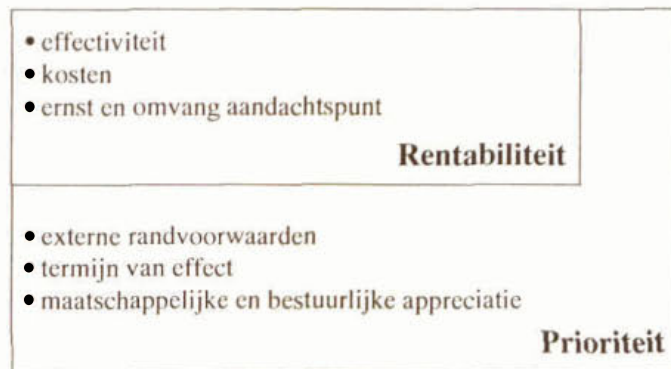 • effectiviteit
• kosten
• ernst en omvang aandachtspunt
Rentabiliteit
• externe randvoorwaarden
• termijn van effect
• maatschappelijke en bestuurlijke appreciatie
Prioriteit